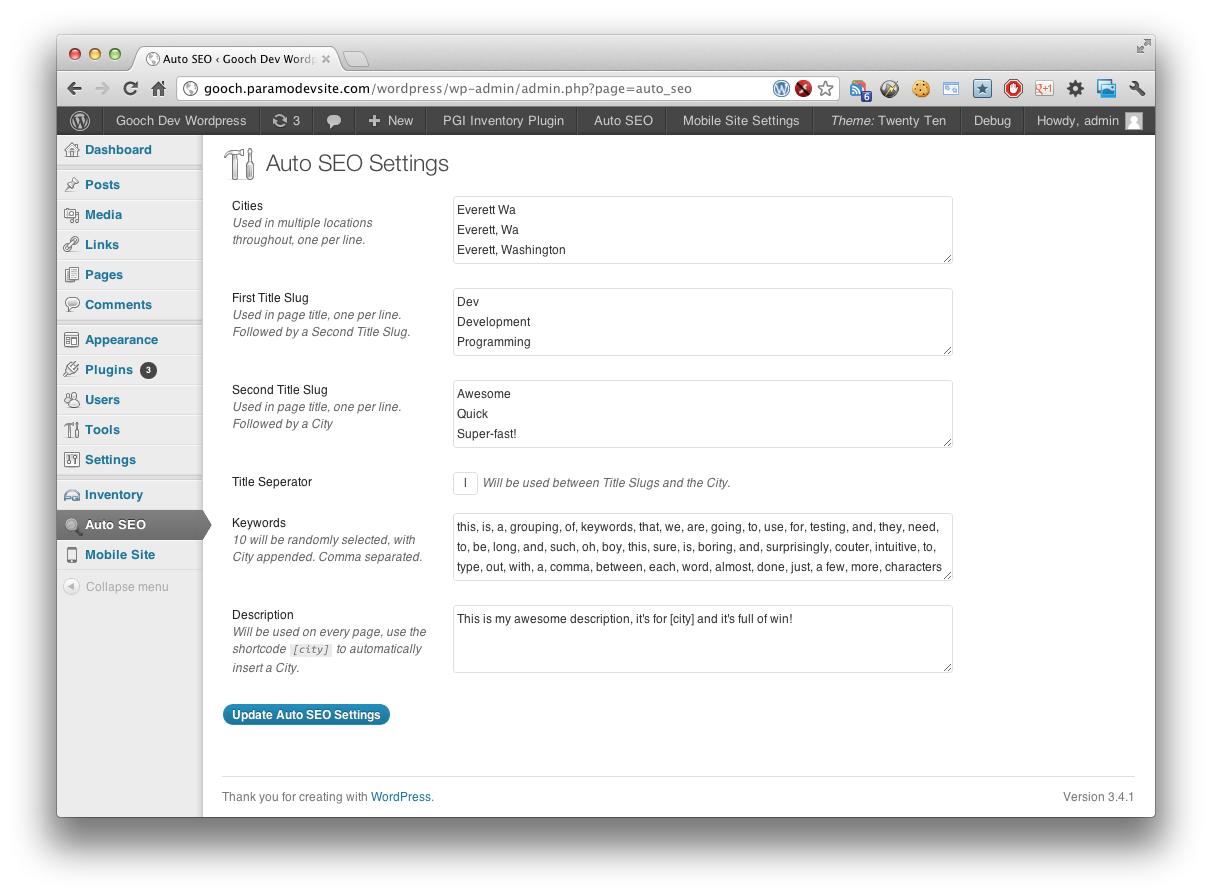 Auto SEO ‹ Gooch Dev Wordp
gooch.paramodevsite.com/wordpress/wp-admin/admin.php?page=auto_seo
6
g+1
Gooch Dev Wordpress 3 New PGI Inventory Plugin Auto SEO Mobile Site Settings Theme: Twenty Ten Debug Howdy, admin
Dashboard
Posts
Media
Links
Pages
Comments
Appearance
Plugins 3
Users
Tools
Settings
Inventory
Auto SEO
Mobile Site
Collapse menu
Auto SEO Settings
Cities
Used in multiple locations
throughout, one per line.
Everett Wa
Everett, Wa
Everett, Washington
First Title Slug
Used in page title, one per line.
Followed by a Second Title Slug.
Dev
Development
Programming
Second Title Slug
Used in page title, one per line.
Followed by a City
Awesome
Quick
Super-fast!
Title Seperator
| Will be used between Title Slugs and the City.
Keywords
10 will be randomly selected, with
City appended. Comma separated.
this, is, a, grouping, of, keywords, that, we, are, going, to, use, for, testing, and, they, need,
to, be, long, and, such, oh, boy, this, sure, is, boring, and, surprisingly, couter, intuitive, to,
type, out, with, a, comma, between, each, word, almost, done, just, a few, more, characters
Description
Will be used on every page, use the
shortcode [city] to automatically
insert a City.
This is my awesome description, it's for [city] and it's full of win!
Update Auto SEO Settings
Thank you for creating with WordPress.
Version 3.4.1